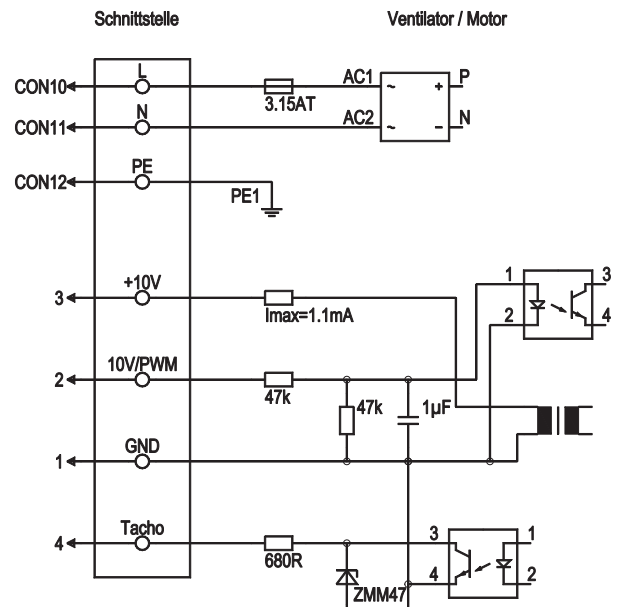 Schnittstelle Ventilator / Motor
L
CON10 AC1 ~ + P
3.15AT
N
CON11 AC2 ~ – N
PE
CON12
PE1
+10V
3
Imax=1.1mA
1 3
2 4
10V/PWM
2
47k
47k 1µF
GND
1
Tacho
4
680R
3 1
4 2
ZMM47